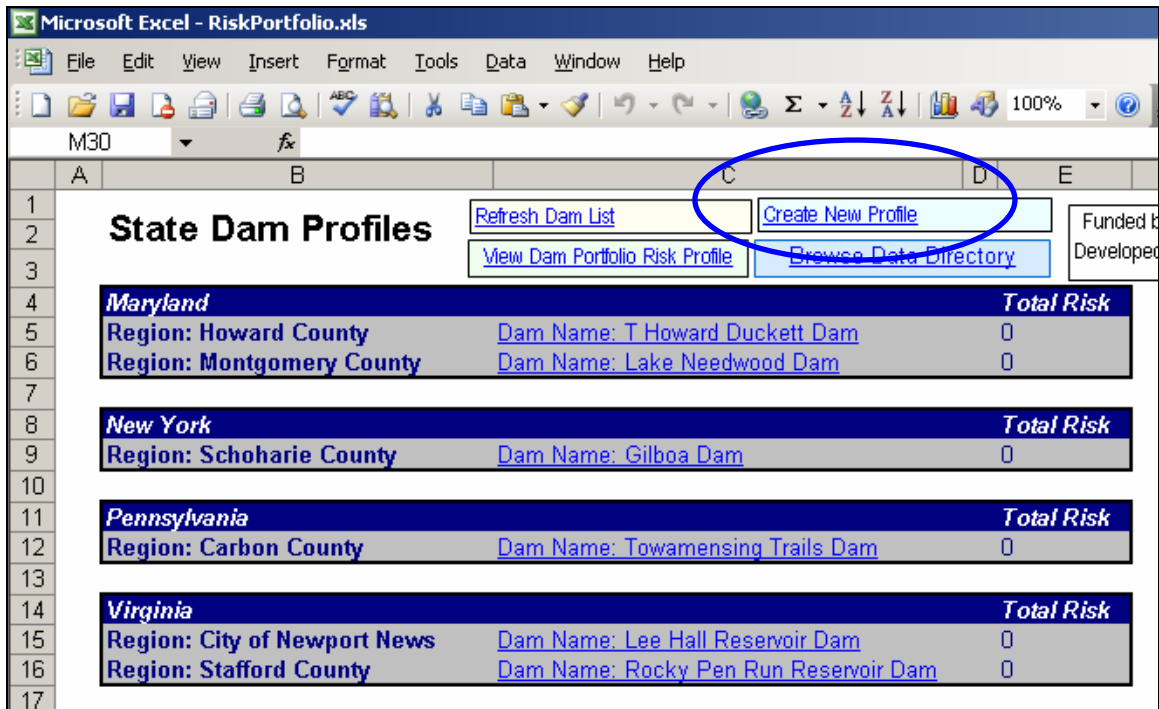 Microsoft Excel - RiskPortfolio.xls
File Edit View Insert Format Tools Data Window Help
ABC Σ A Z Z A 100%
M30 fx
A B C D E
1 State Dam Profiles Refresh Dam List Create New Profile Funded
2 View Dam Portfolio Risk Profile Browse Data Directory Developed
3
4 Maryland Total Risk
5 Region: Howard County Dam Name: T Howard Duckett Dam 0
6 Region: Montgomery County Dam Name: Lake Needwood Dam 0
7
8 New York Total Risk
9 Region: Schoharie County Dam Name: Gilboa Dam 0
10
11 Pennsylvania Total Risk
12 Region: Carbon County Dam Name: Towamensing Trails Dam 0
13
14 Virginia Total Risk
15 Region: City of Newport News Dam Name: Lee Hall Reservoir Dam 0
16 Region: Stafford County Dam Name: Rocky Pen Run Reservoir Dam 0
17